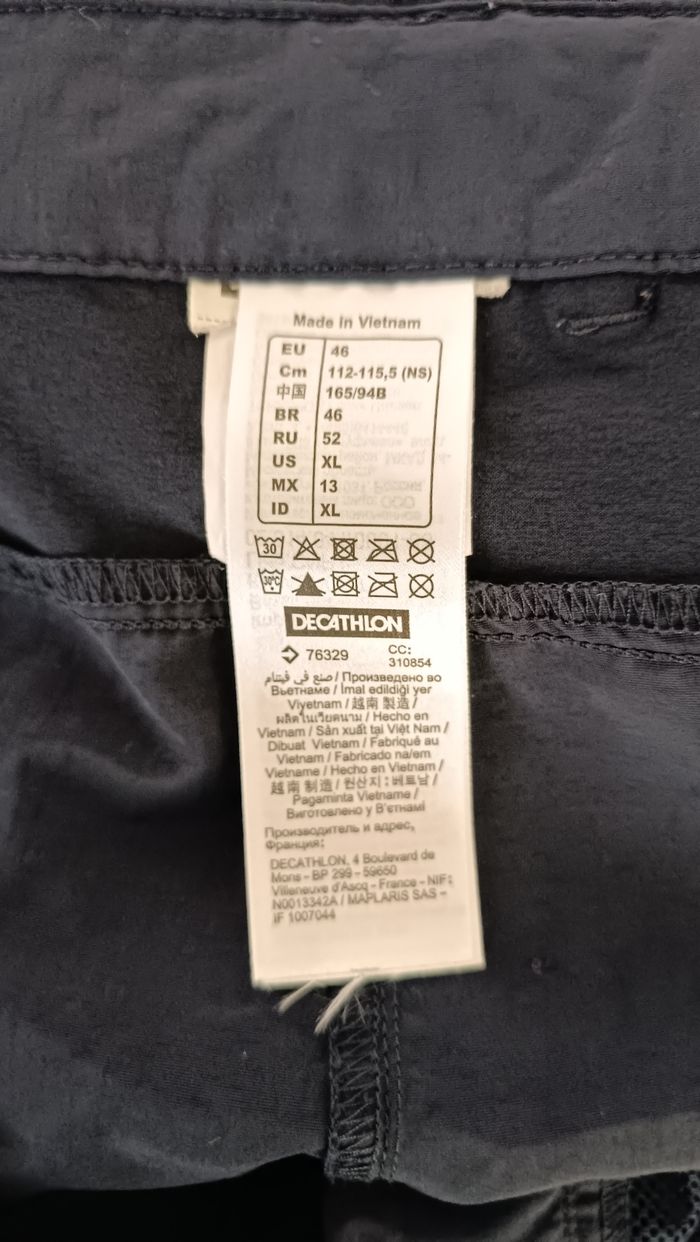 Made in Vietnam
EU 46
Cm 112-115,5 (NS)
中国 165/94B
BR 46
RU 52
US XL
MX 13
ID XL
30
30°C
DECATHLON
76329 CC:
310854
صنع في فيتنام / Произведено во
Вьетнаме / İmal edildiği yer
Viyetnam / 越南 製造 /
ผลิตในเวียดนาม / Hecho en
Vietnam / Sản xuất tại Việt Nam /
Dibuat Vietnam / Fabriqué au
Vietnam / Fabricado na/em
Vietname / Hecho en Vietnam /
越南 制造 / 원산지 : 베트남 /
Pagaminta Vietname /
Виготовлено у В'єтнамі
Производитель и адрес,
Франция:
DECATHLON. 4 Boulevard de
Mons - BP 299 - 59650
Villeneuve d'Ascq - France - NIF:
N0013342A / MAPLARIS SAS -
IF 1007044